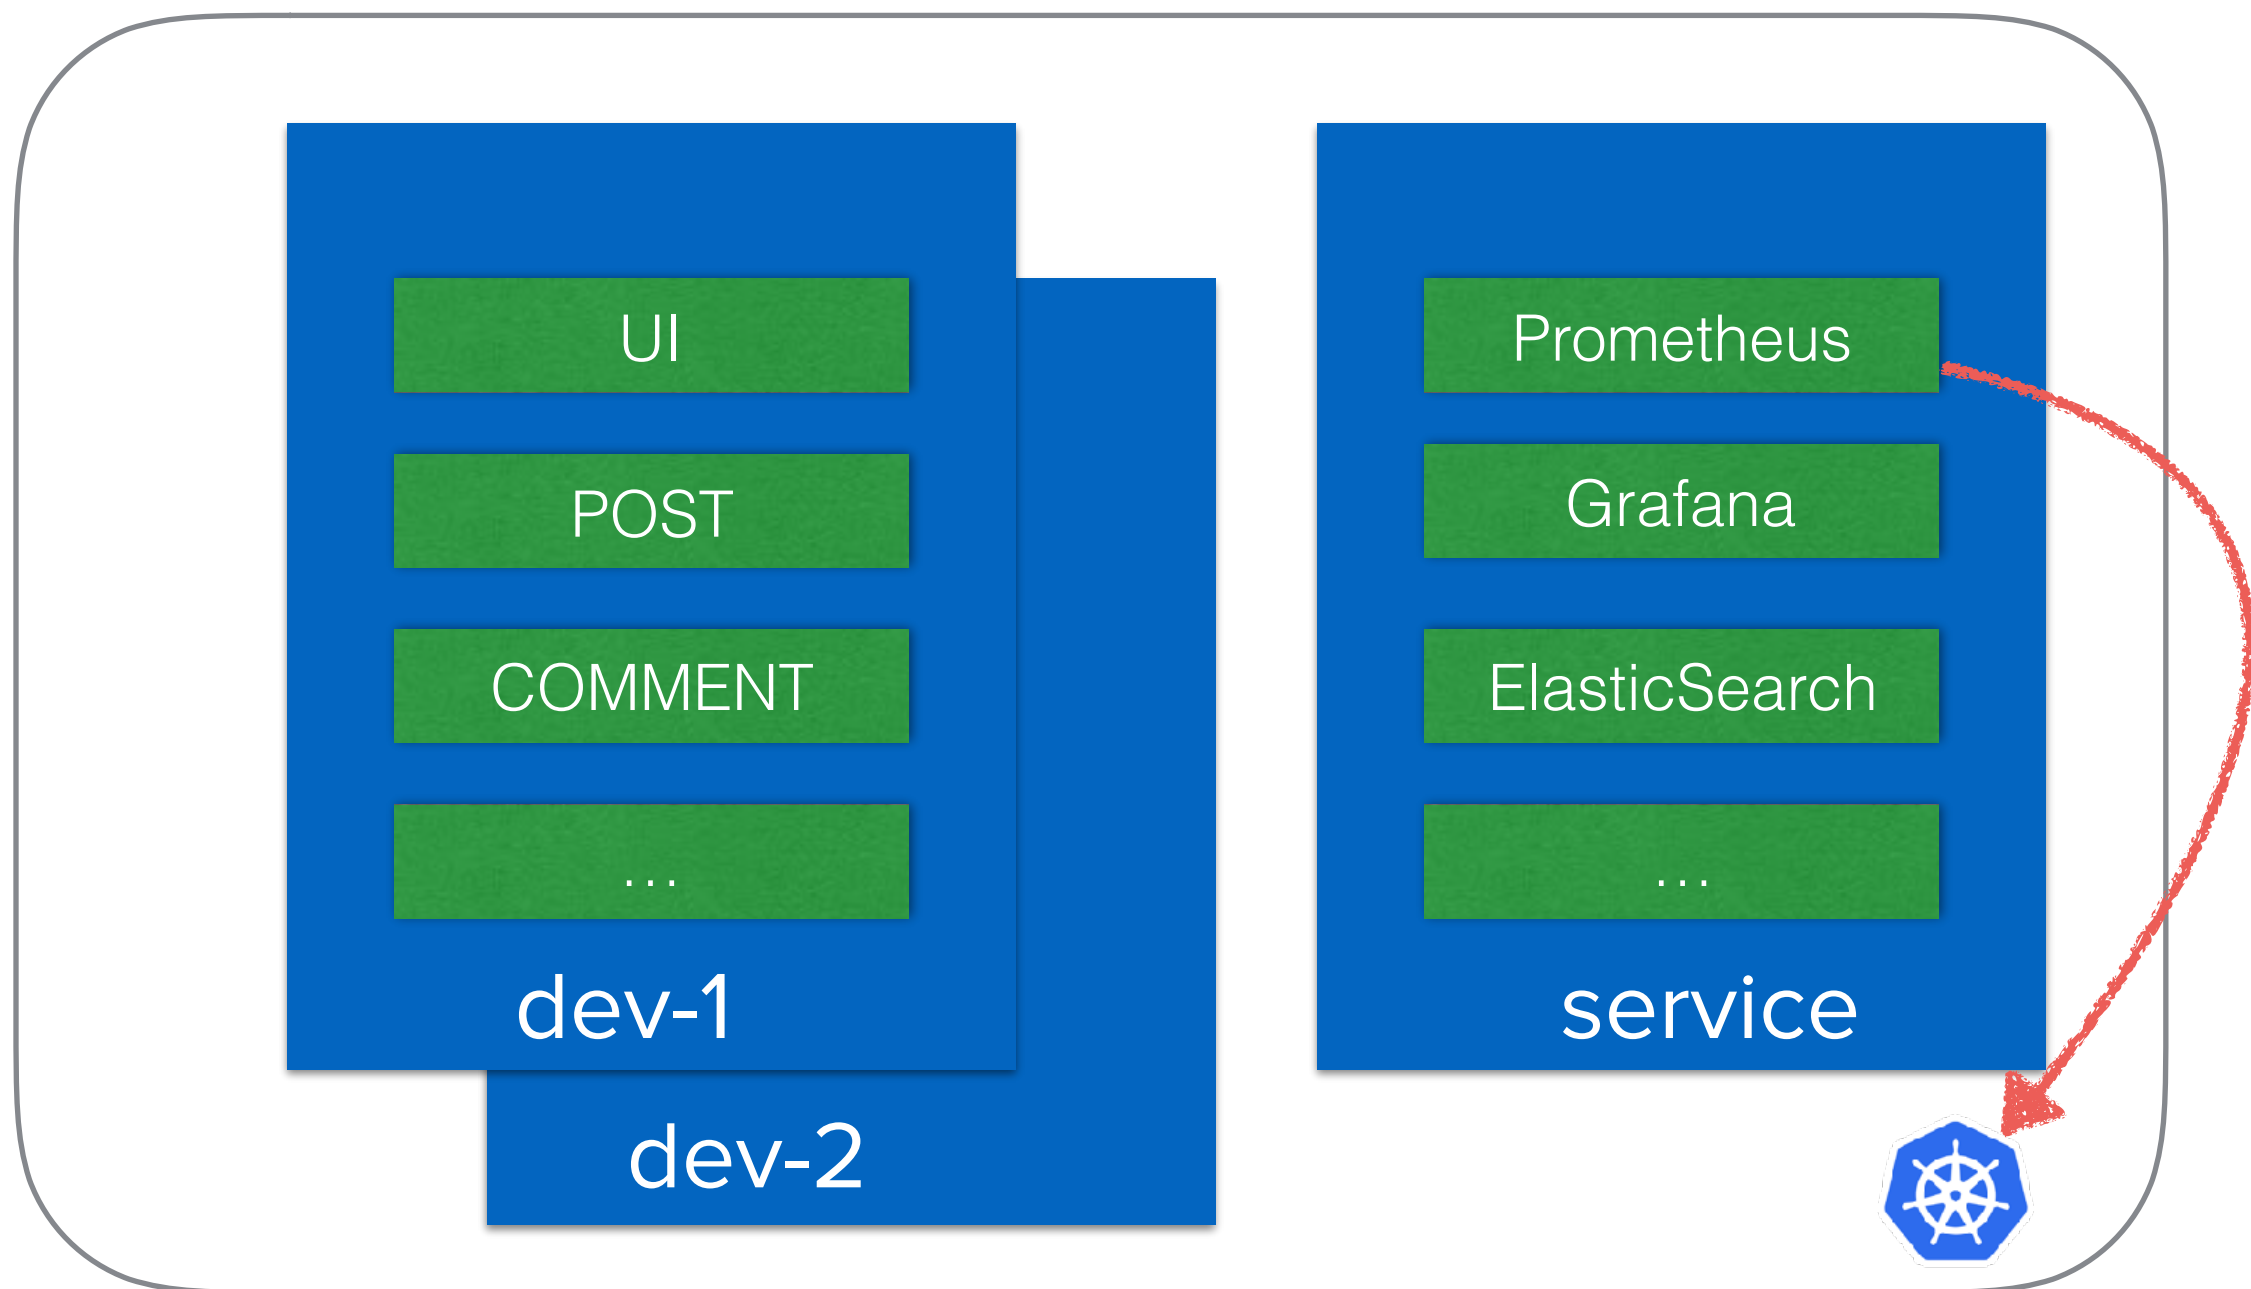 UI
POST
COMMENT
...
dev-1
dev-2
Prometheus
Grafana
ElasticSearch
...
service